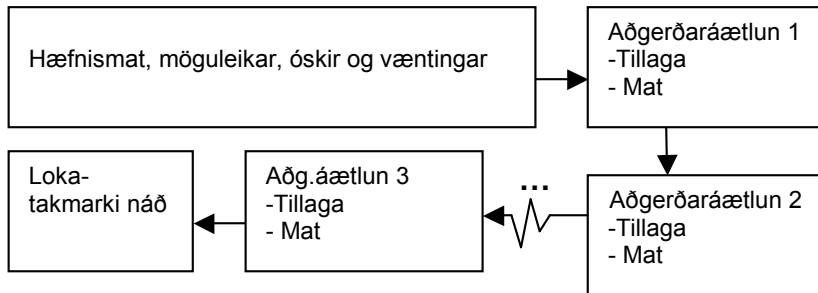 Hæfnismat, möguleikar, óskir og væntingar
Aðgerðaráætlun 1
-Tillaga
- Mat
Aðgerðaráætlun 2
-Tillaga
- Mat
...
Aðg.áætlun 3
-Tillaga
- Mat
Loka-
takmarki náð